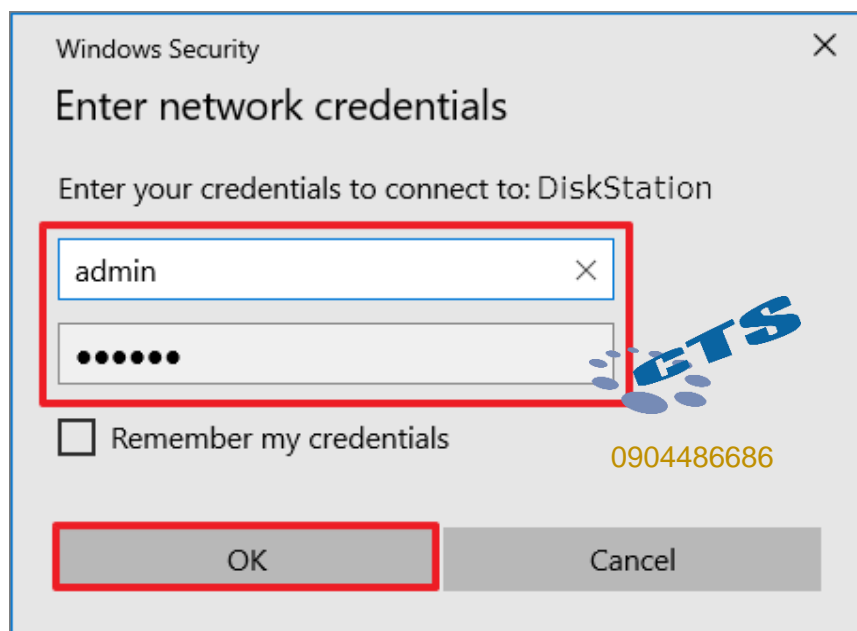 Windows Security
Enter network credentials
Enter your credentials to connect to: DiskStation
admin
••••••
CTS
Remember my credentials
0904486686
OK
Cancel